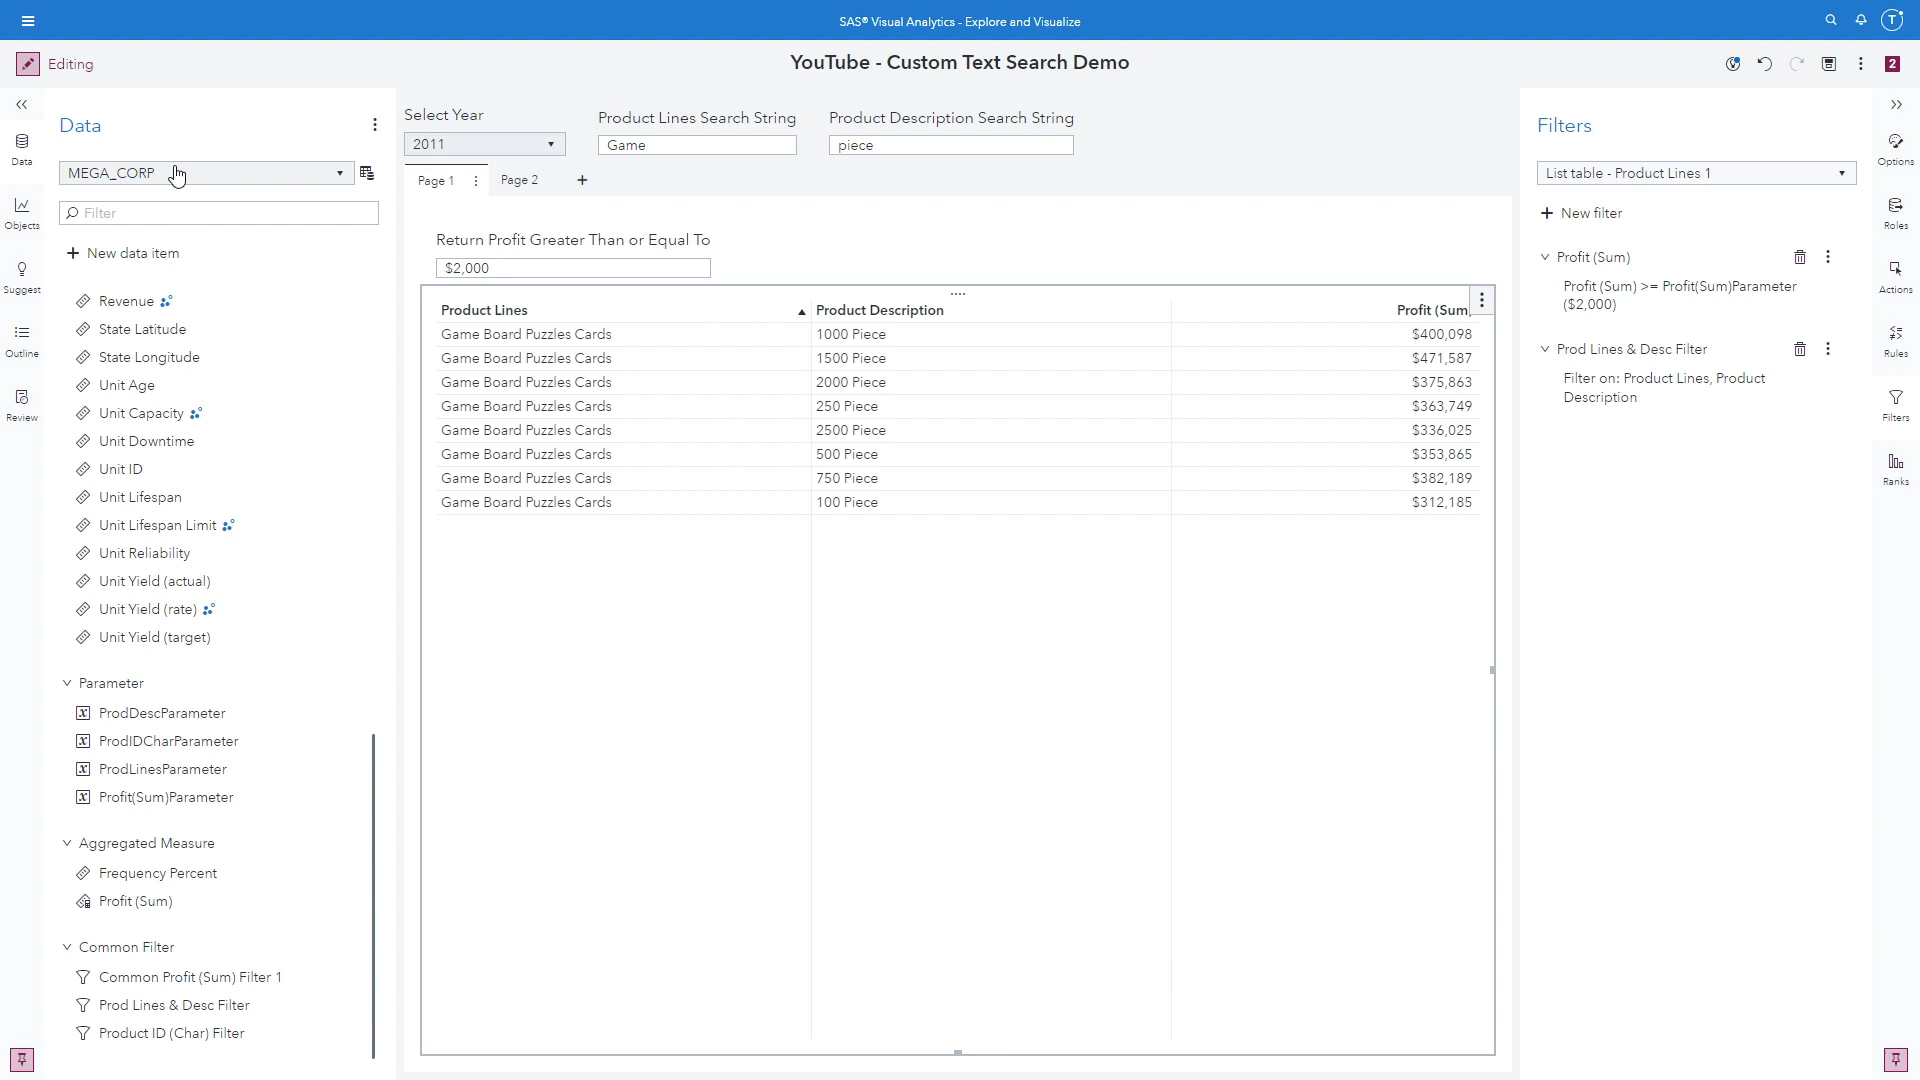 SAS® Visual Analytics - Explore and Visualize
T
Editing
YouTube - Custom Text Search Demo
2
Data
Objects
Suggest
Outline
Review
Data
MEGA_CORP
Filter
New data item
Revenue
State Latitude
State Longitude
Unit Age
Unit Capacity
Unit Downtime
Unit ID
Unit Lifespan
Unit Lifespan Limit
Unit Reliability
Unit Yield (actual)
Unit Yield (rate)
Unit Yield (target)
Parameter
ProdDescParameter
ProdIDCharParameter
ProdLinesParameter
Profit(Sum)Parameter
Aggregated Measure
Frequency Percent
Profit (Sum)
Common Filter
Common Profit (Sum) Filter 1
Prod Lines & Desc Filter
Product ID (Char) Filter
Select Year
2011
Product Lines Search String
Game
Product Description Search String
piece
Page 1
Page 2
Return Profit Greater Than or Equal To
$2,000
Product Lines Product Description Profit (Sum
Game Board Puzzles Cards 1000 Piece $400,098
Game Board Puzzles Cards 1500 Piece $471,587
Game Board Puzzles Cards 2000 Piece $375,863
Game Board Puzzles Cards 250 Piece $363,749
Game Board Puzzles Cards 2500 Piece $336,025
Game Board Puzzles Cards 500 Piece $353,865
Game Board Puzzles Cards 750 Piece $382,189
Game Board Puzzles Cards 100 Piece $312,185
Filters
List table - Product Lines 1
New filter
Profit (Sum)
Profit (Sum) >= Profit(Sum)Parameter
($2,000)
Prod Lines & Desc Filter
Filter on: Product Lines, Product
Description
Options
Roles
Actions
Rules
Filters
Ranks